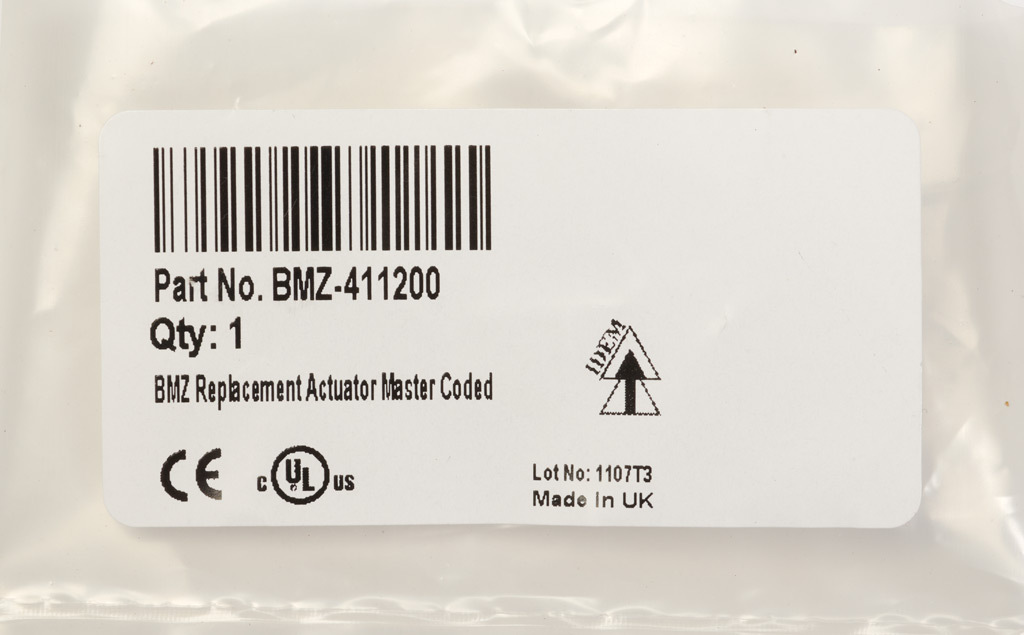 Part No. BMZ-411200
Qty: 1
BMZ Replacement Actuator Master Coded
IDEM
CE
C UL US
Lot No: 1107T3
Made In UK